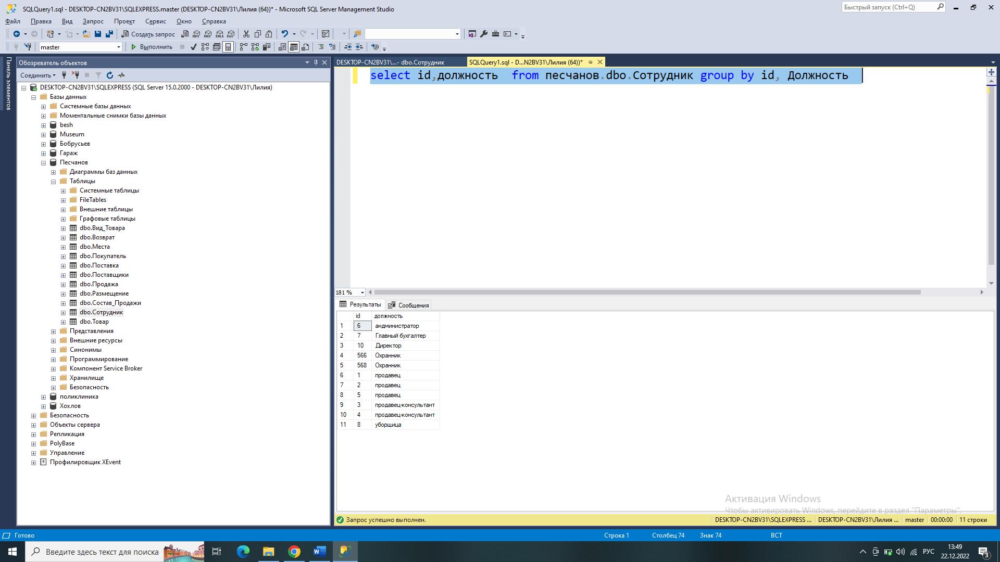 SQLQuery1.sql - DESKTOP-CN2BV31\SQLEXPRESS.master (DESKTOP-CN2BV31\Лилия (64))* - Microsoft SQL Server Management Studio
Быстрый запуск (Ctrl+Q)
Файл Правка Вид Запрос Проект Сервис Окно Справка
Создать запрос
MDX DMX XMLA DAX
master
Выполнить
Панель элементов
Обозреватель объектов
Соединить
DESKTOP-CN2BV31\SQLEXPRESS (SQL Server 15.0.2000 - DESKTOP-CN2BV31\Лилия)
Базы данных
Системные базы данных
Моментальные снимки базы данных
besh
Museum
Бобрусьев
Гараж
Песчанов
Диаграммы баз данных
Таблицы
Системные таблицы
FileTables
Внешние таблицы
Графовые таблицы
dbo.Вид_Товара
dbo.Возврат
dbo.Места
dbo.Покупатель
dbo.Поставка
dbo.Поставщики
dbo.Продажа
dbo.Размещение
dbo.Состав_Продажи
dbo.Сотрудник
dbo.Товар
Представления
Внешние ресурсы
Синонимы
Программирование
Компонент Service Broker
Хранилище
Безопасность
поликлиника
Хохлов
Безопасность
Объекты сервера
Репликация
PolyBase
Управление
Профилировщик XEvent
DESKTOP-CN2BV31\...- dbo.Сотрудник
SQLQuery1.sql - D...N2BV31\Лилия (64))*
select id,должность  from песчанов.dbo.Сотрудник group by id, Должность
181 %
Результаты Сообщения
id должность
1 6 андминистратор
2 7 Главный бухгалтер
3 10 Директор
4 566 Охранник
5 568 Охранник
6 1 продавец
7 2 продавец
8 5 продавец
9 3 продавец-консультант
10 4 продавец-консультант
11 8 уборщица
Активация Windows
Чтобы активировать Windows, перейдите в раздел "Параметры".
Запрос успешно выполнен.
DESKTOP-CN2BV31\SQLEXPRESS ... DESKTOP-CN2BV31\Лилия ... master 00:00:00 11 строки
Готово
Строка 1 Столбец 74 Знак 74 ВСТ
Введите здесь текст для поиска
РУС
13:49
22.12.2022
3